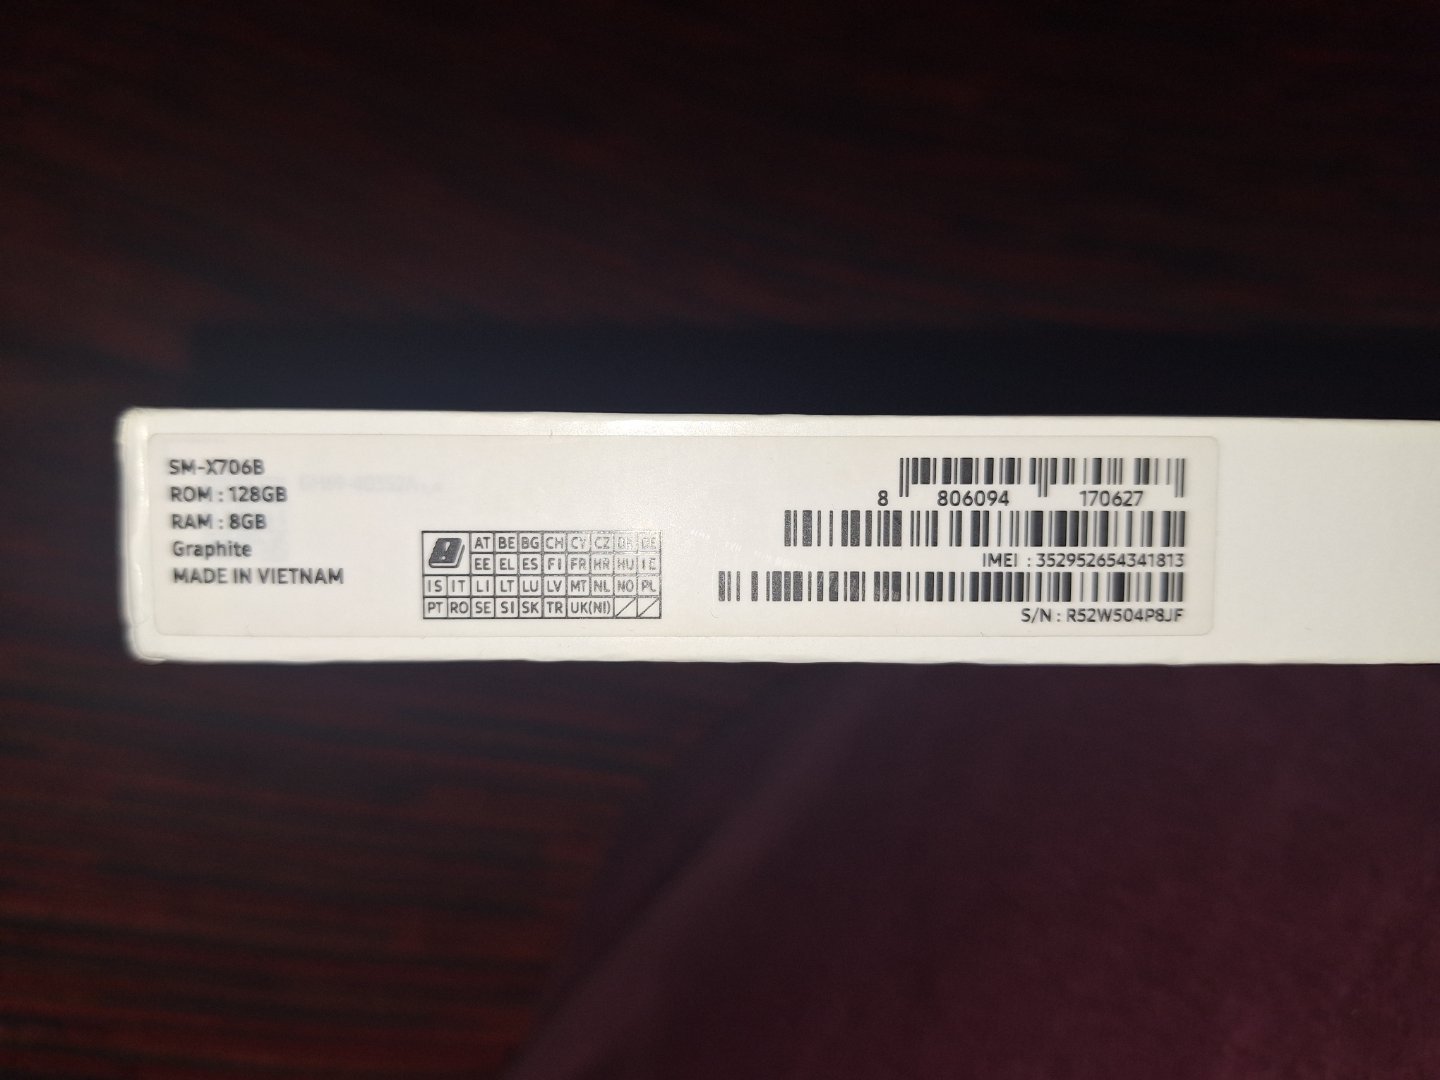 SM-X706B
ROM : 128GB
RAM : 8GB
Graphite
MADE IN VIETNAM
AT BE BG CH CY CZ DK DE
EE EL ES FI FR HR HU IE
IS IT LI LT LU LV MT NL NO PL
PT RO SE SI SK TR UK(NI)
8 806094 170627
IMEI : 352952654341813
S/N : R52W504P8JF